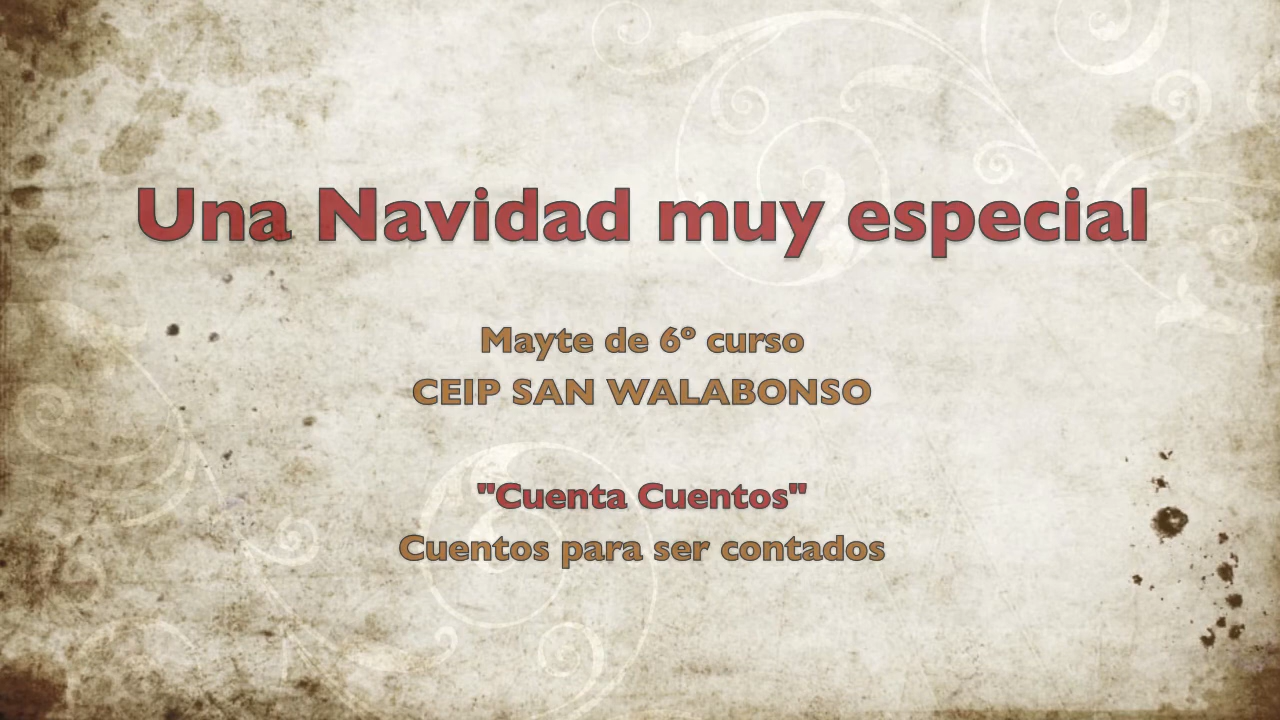 Una Navidad muy especial
Mayte de 6º curso
CEIP SAN WALABONSO
"Cuenta Cuentos"
Cuentos para ser contados